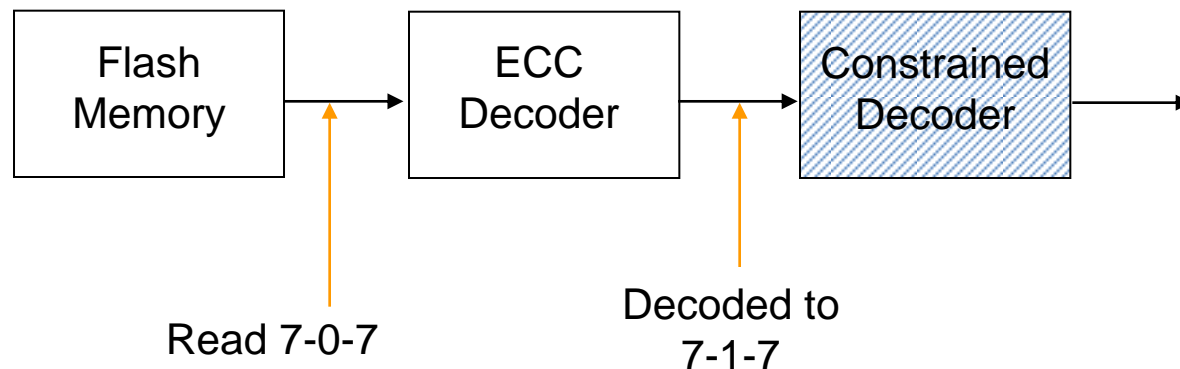 Flash
Memory
ECC
Decoder
Constrained
Decoder
Read 7-0-7
Decoded to
7-1-7